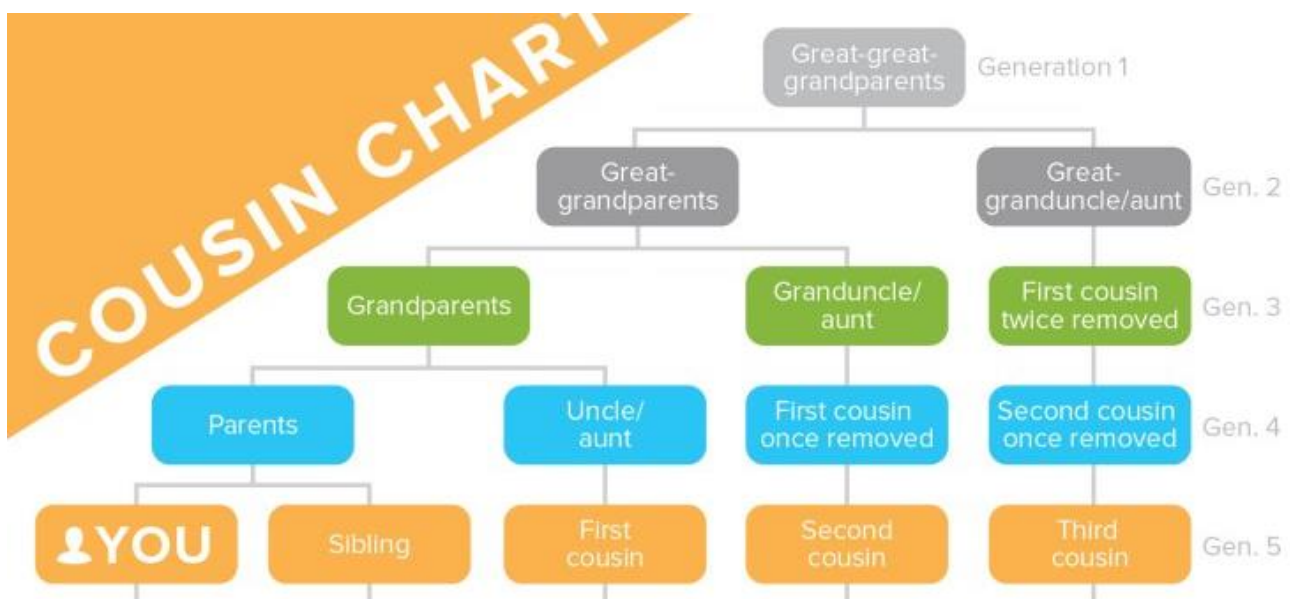 COUSIN CHART
Great-great-
grandparents
Generation 1
Great-
grandparents
Great-
granduncle/aunt
Gen. 2
Grandparents
Granduncle/
aunt
First cousin
twice removed
Gen. 3
Parents
Uncle/
aunt
First cousin
once removed
Second cousin
once removed
Gen. 4
YOU
Sibling
First
cousin
Second
cousin
Third
cousin
Gen. 5